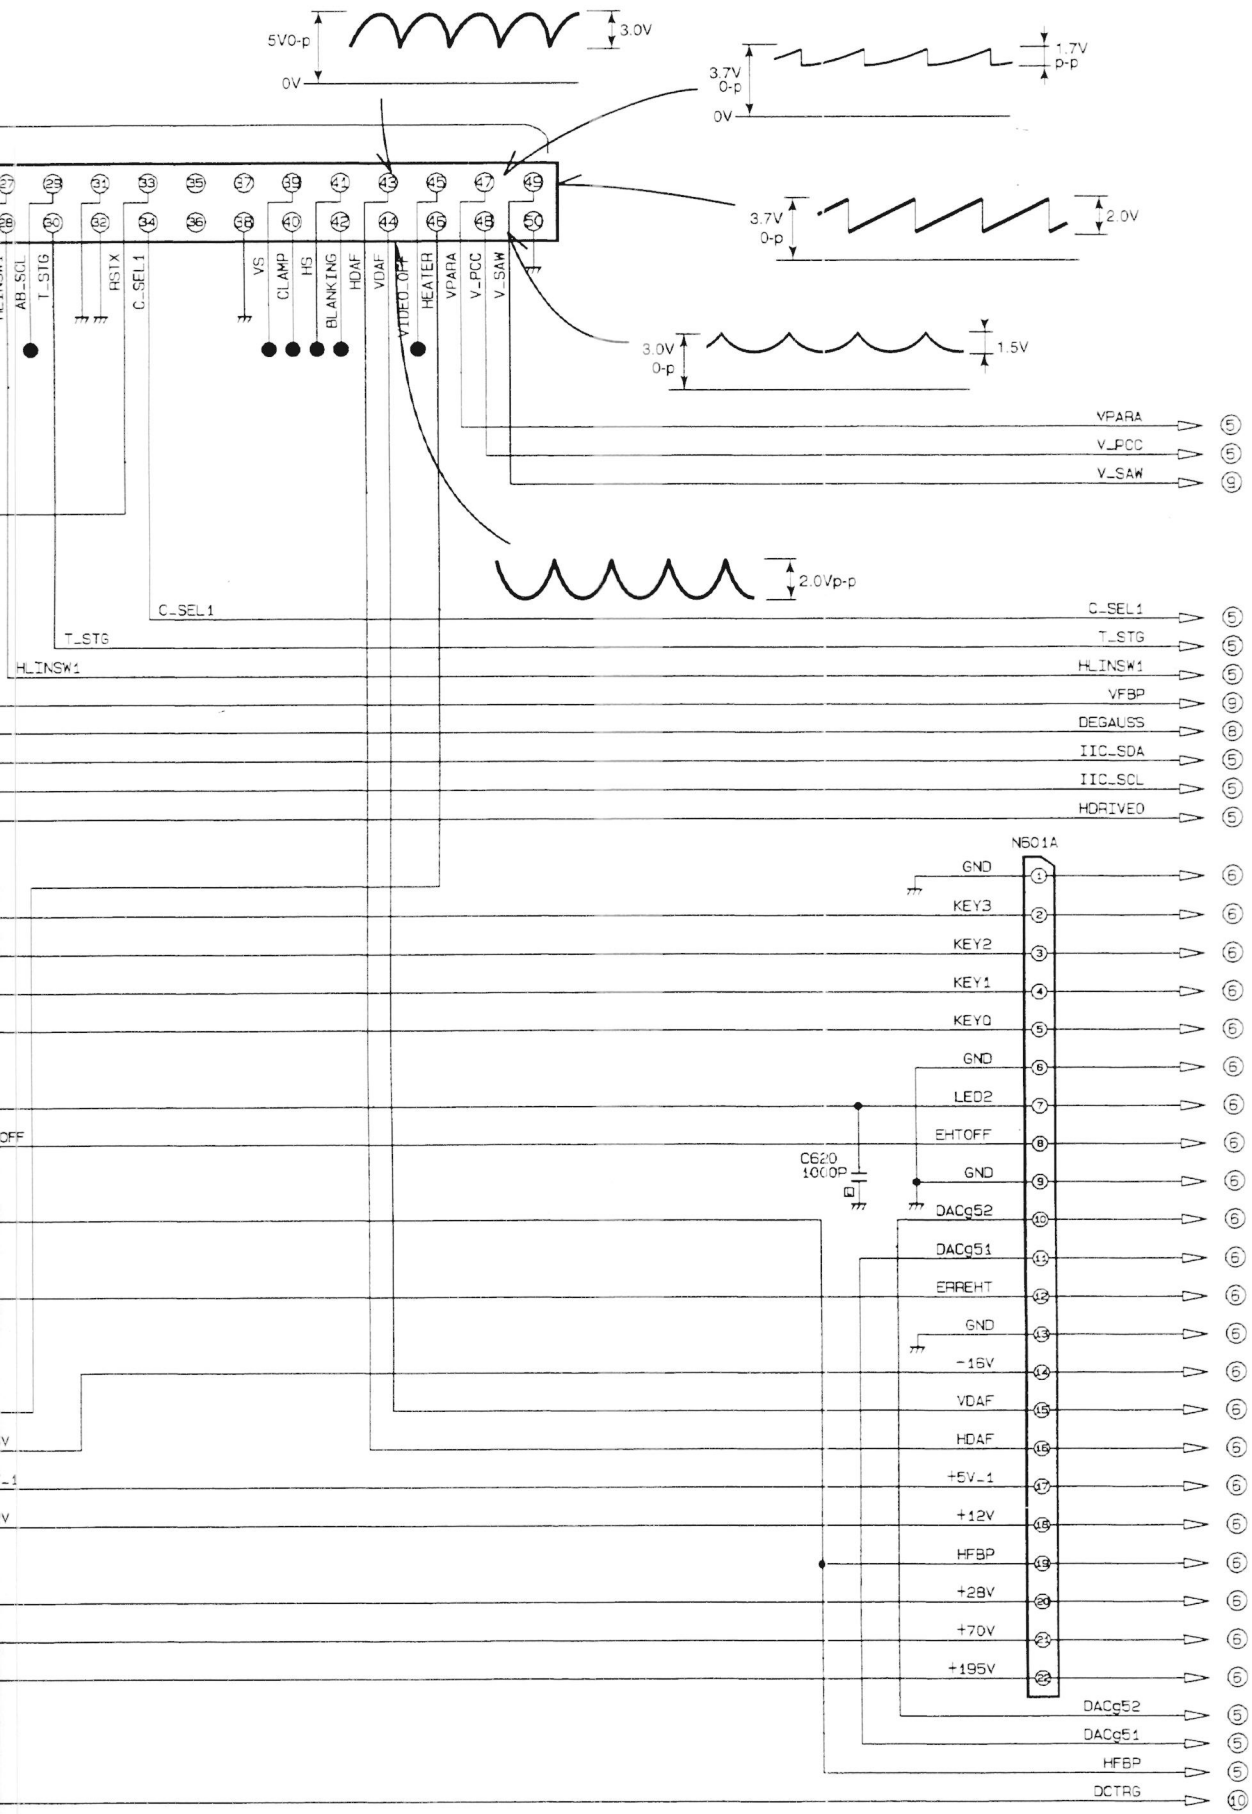 5V0-p
3.0V
0V
3.7V
0-p
1.7V
p-p
0V
27 29 31 33 35 37 39 41 43 45 47 49
28 30 32 34 36 38 40 42 44 46 48 50
3.7V
0-p
2.0V
AB_SCL
T_STG
RSTX
C_SEL1
VS
CLAMP
HS
BLANKING
HDAF
VDAF
VIDEO_OFF
HEATER
VPARA
V_PCC
V_SAW
3.0V
0-p
1.5V
VPARA 5
V_PCC 5
V_SAW 9
2.0Vp-p
C_SEL1 C_SEL1 5
T_STG T_STG 5
HLINSW1 HLINSW1 5
VFBP 9
DEGAUSS 8
IIC_SDA 5
IIC_SCL 5
HDRIVEO 5
N601A
GND 1 6
KEY3 2 6
KEY2 3 6
KEY1 4 6
KEY0 5 6
GND 6 6
LED2 7 6
OFF EHTOFF 8 6
C620
1000P
GND 9 6
DACg52 10 6
DACg51 11 6
ERREHT 12 6
GND 13 6
-16V 14 6
VDAF 15 6
V HDAF 16 6
-1 +5V_1 17 6
V +12V 18 6
HFBP 19 6
+28V 20 6
+70V 21 6
+195V 22 6
DACg52 5
DACg51 5
HFBP 5
DCTRG 10